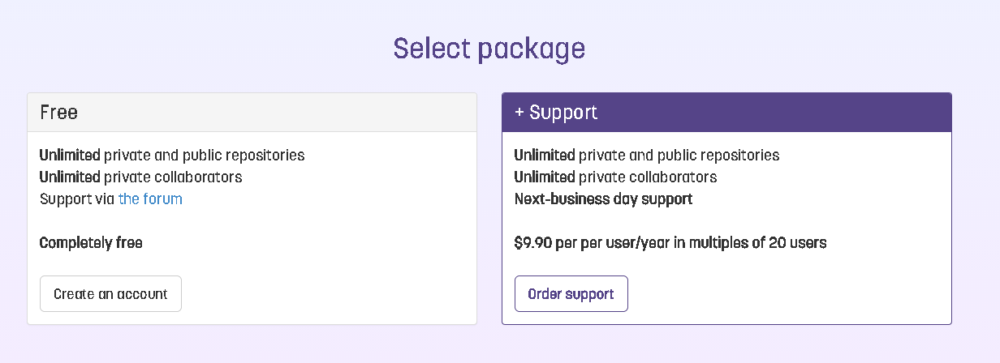 Select package
Free
Unlimited private and public repositories
Unlimited private collaborators
Support via the forum
Completely free
Create an account
+ Support
Unlimited private and public repositories
Unlimited private collaborators
Next-business day support
$9.90 per per user/year in multiples of 20 users
Order support